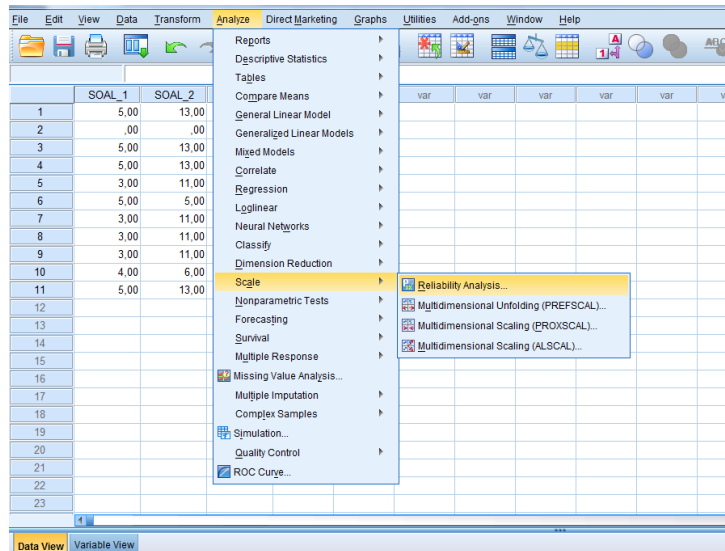 File Edit View Data Transform Analyze Direct Marketing Graphs Utilities Add-ons Window Help
Reports
Descriptive Statistics
Tables
Compare Means
General Linear Model
Generalized Linear Models
Mixed Models
Correlate
Regression
Loglinear
Neural Networks
Classify
Dimension Reduction
Scale
Nonparametric Tests
Forecasting
Survival
Multiple Response
Missing Value Analysis...
Multiple Imputation
Complex Samples
Simulation...
Quality Control
ROC Curve...
Reliability Analysis...
Multidimensional Unfolding (PREFSCAL)...
Multidimensional Scaling (PROXSCAL)...
Multidimensional Scaling (ALSCAL)...
SOAL_1 SOAL_2 var var var var var
1 5,00 13,00
2 ,00 ,00
3 5,00 13,00
4 5,00 13,00
5 3,00 11,00
6 5,00 5,00
7 3,00 11,00
8 3,00 11,00
9 3,00 11,00
10 4,00 6,00
11 5,00 13,00
12
13
14
15
16
17
18
19
20
21
22
23
Data View Variable View